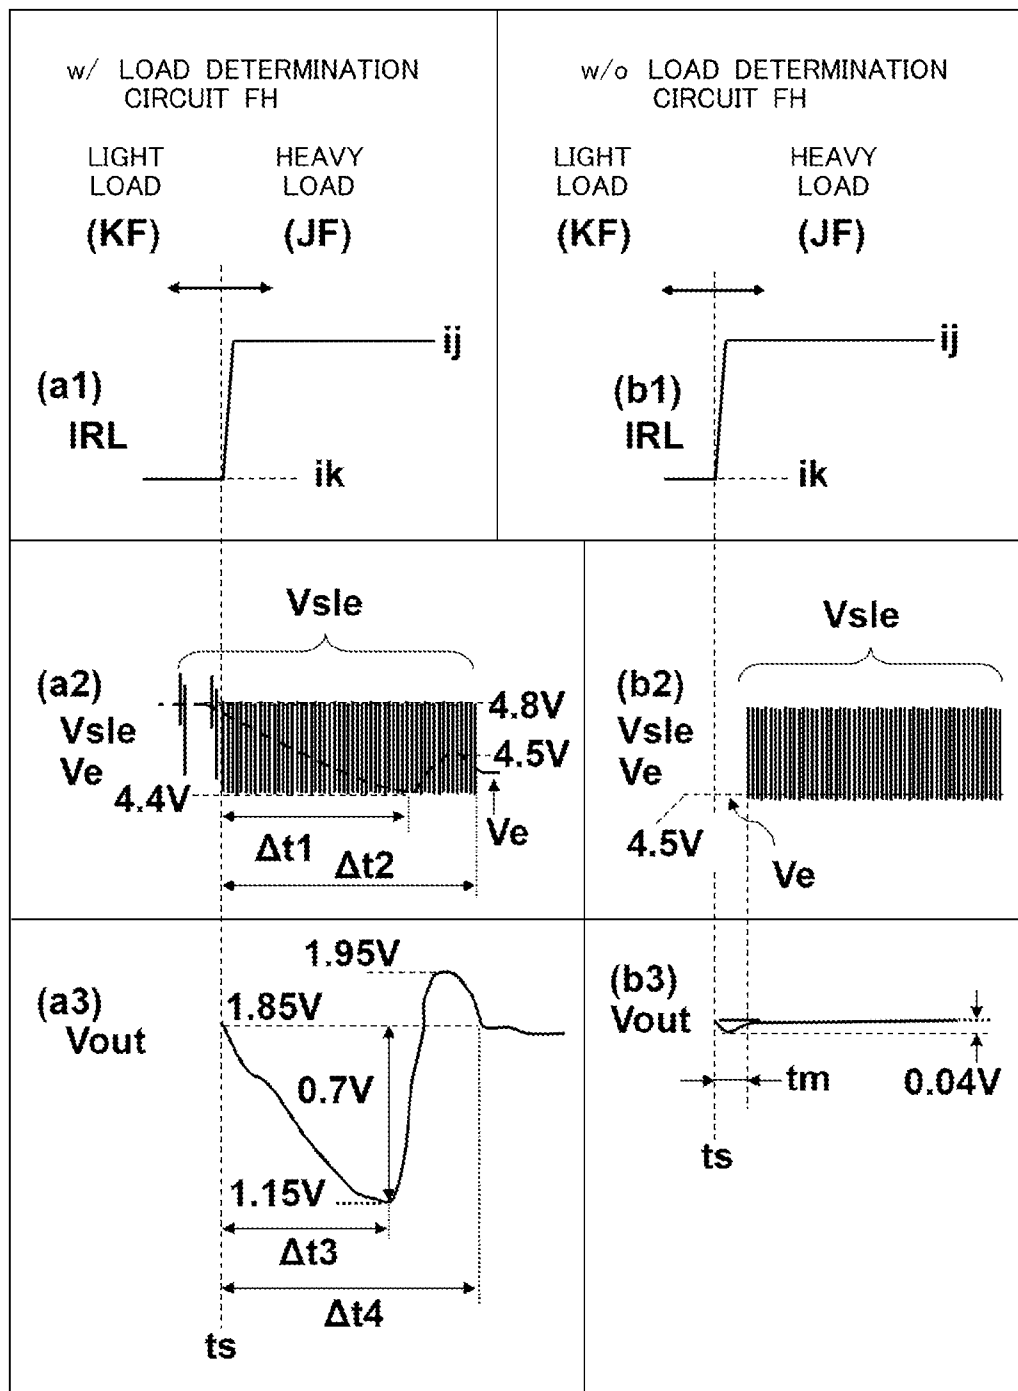 w/ LOAD DETERMINATION
CIRCUIT FH
LIGHT
LOAD
(KF)
HEAVY
LOAD
(JF)
ij
(a1)
IRL
ik
w/o LOAD DETERMINATION
CIRCUIT FH
LIGHT
LOAD
(KF)
HEAVY
LOAD
(JF)
ij
(b1)
IRL
ik
Vsle
(a2)
Vsle
Ve
4.8V
4.5V
4.4V
Ve
Δt1
Δt2
Vsle
(b2)
Vsle
Ve
4.5V
Ve
1.95V
(a3)
1.85V
Vout
0.7V
1.15V
Δt3
Δt4
ts
(b3)
Vout
tm
0.04V
ts